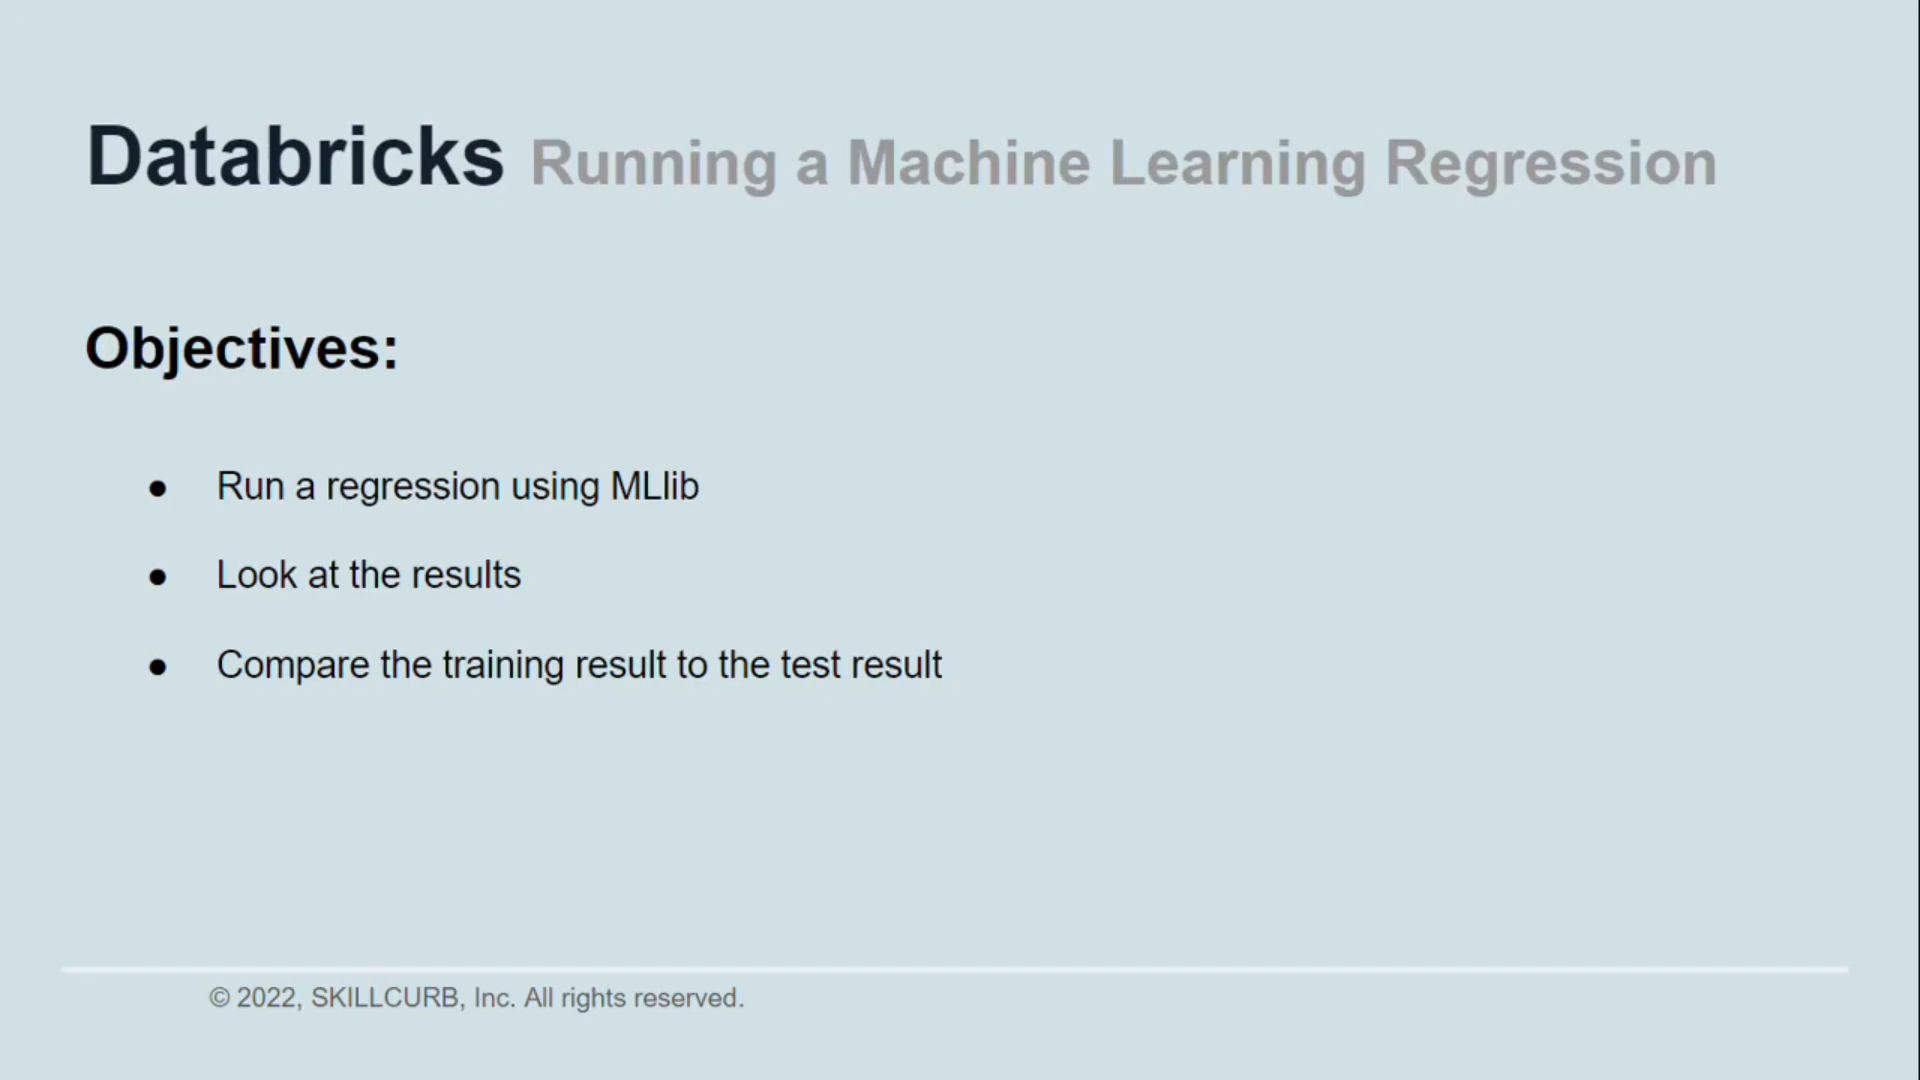 Databricks Running a Machine Learning Regression
Objectives:
● Run a regression using MLlib
● Look at the results
● Compare the training result to the test result
© 2022, SKILLCURB, Inc. All rights reserved.